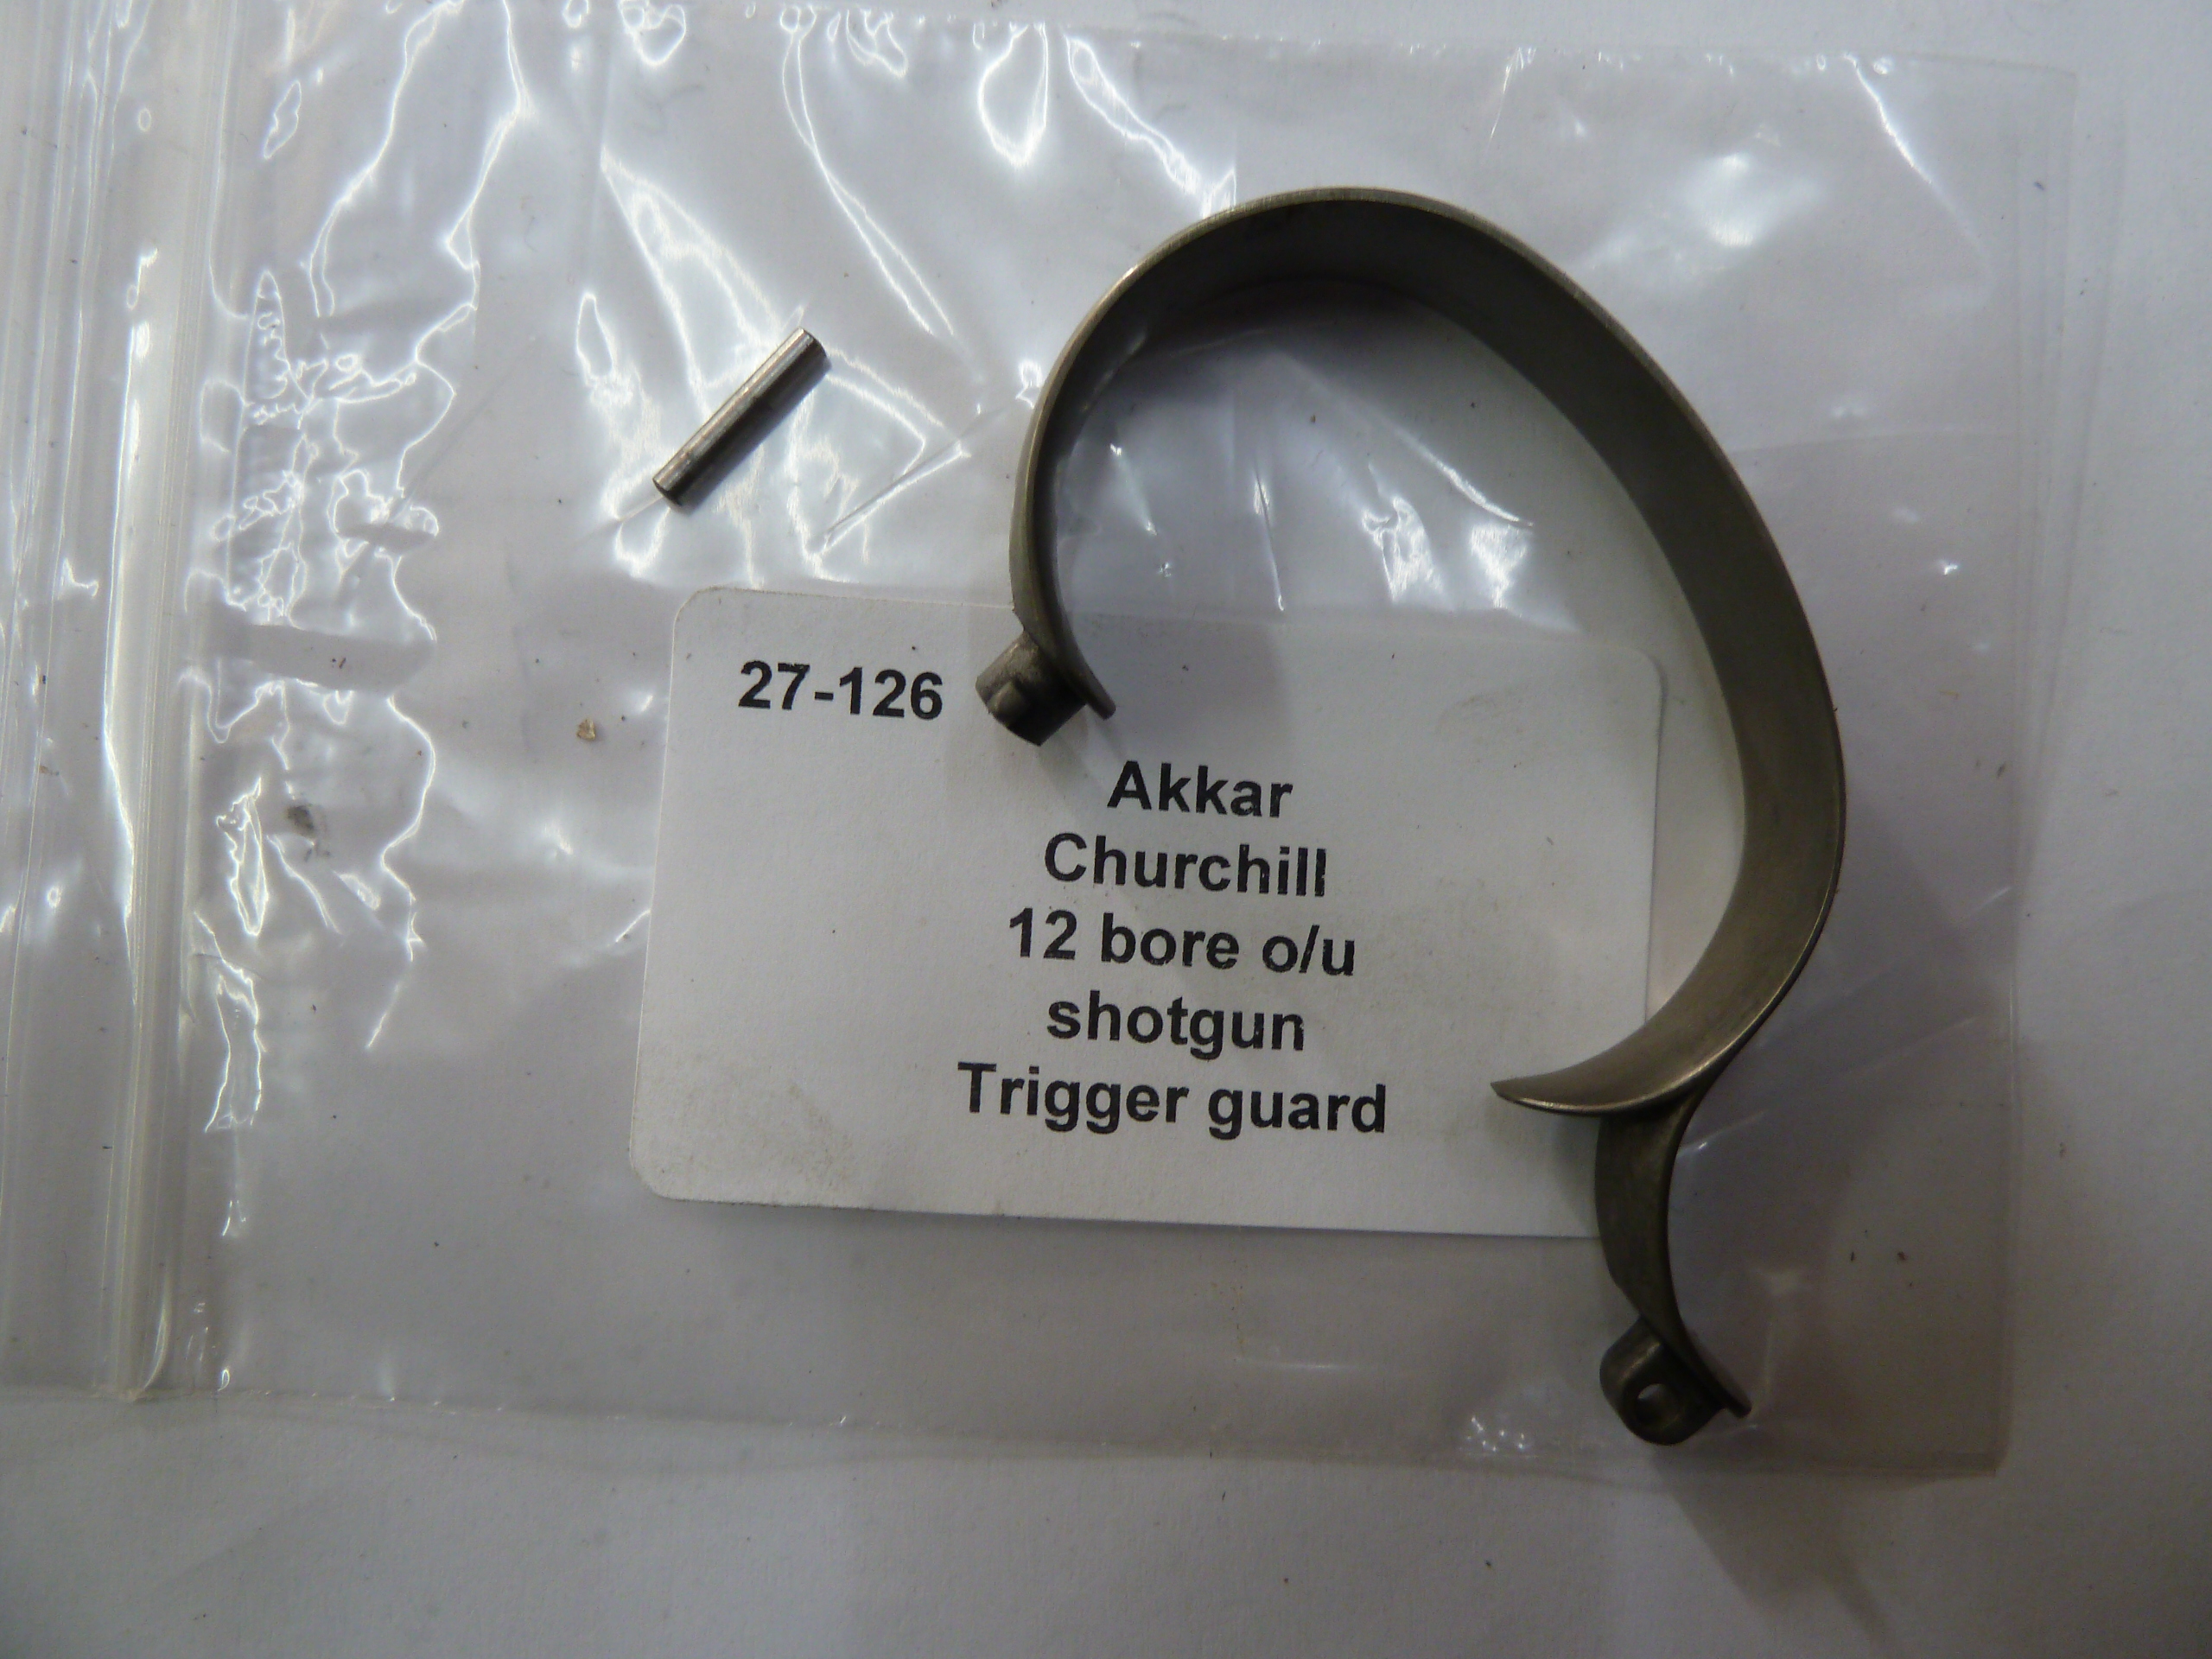 27-126
Akkar
Churchill
12 bore o/u
shotgun
Trigger guard